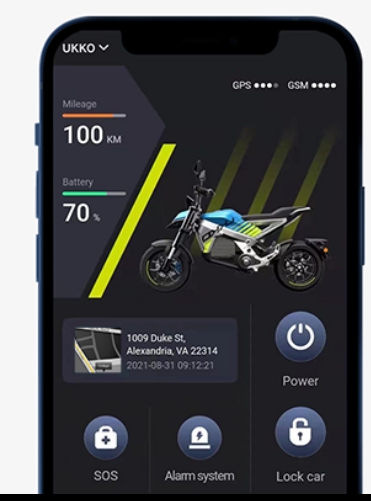 UKKO
GPS GSM
Mileage
100 KM
Battery
70 %
1009 Duke St,
Alexandria, VA 22314
2021-08-31 09:12:21
Power
SOS
Alarm system
Lock car